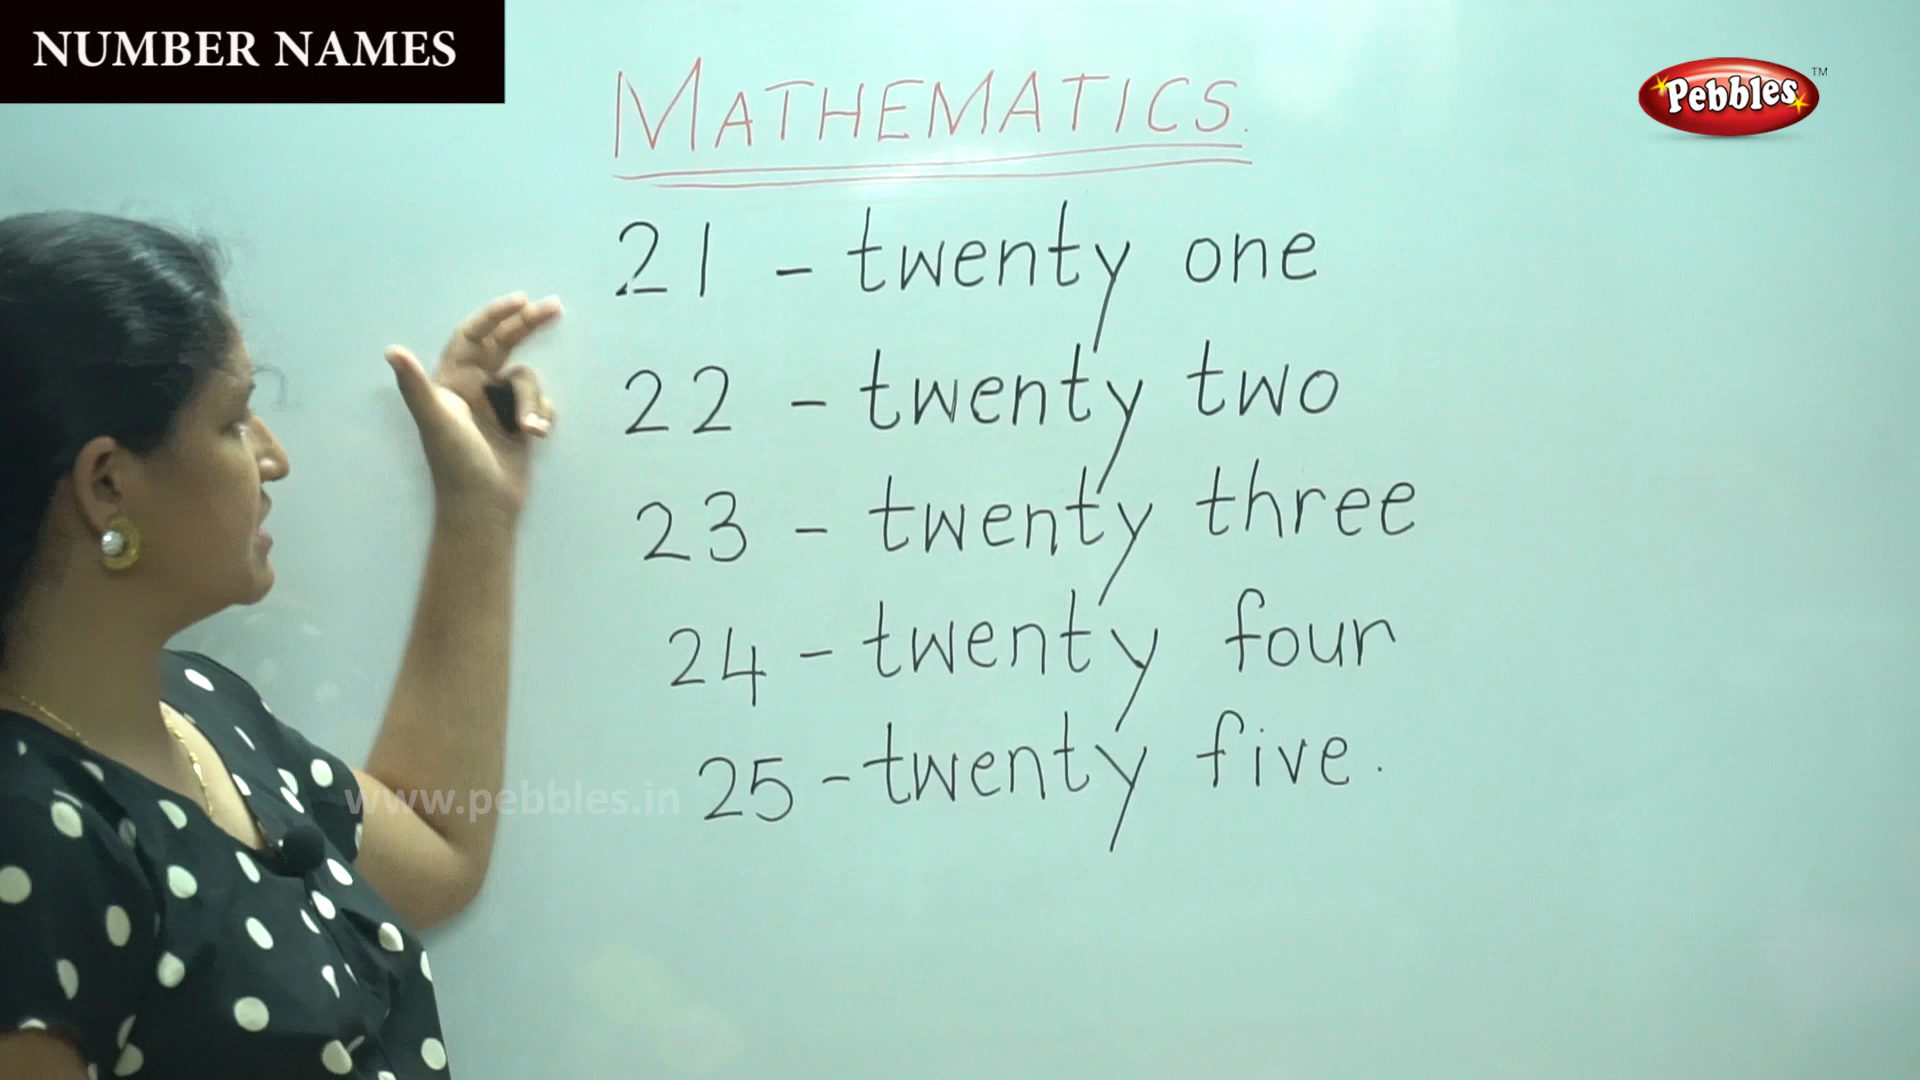 NUMBER NAMES
Pebbles TM
MATHEMATICS.
21 - twenty one
22 - twenty two
23 - twenty three
24 - twenty four
25 - twenty five.
www.pebbles.in